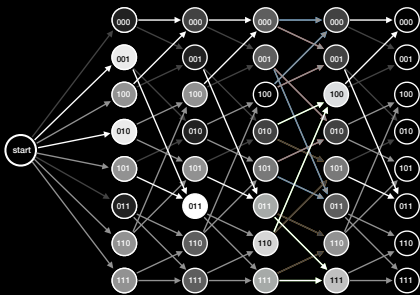 000 000 000 000 000
001 001 001 001 001
100 100 100 100 100
010 010 010 010 010
start
101 101 101 101 101
011 011 011 011 011
110 110 110 110 110
111 111 111 111 111